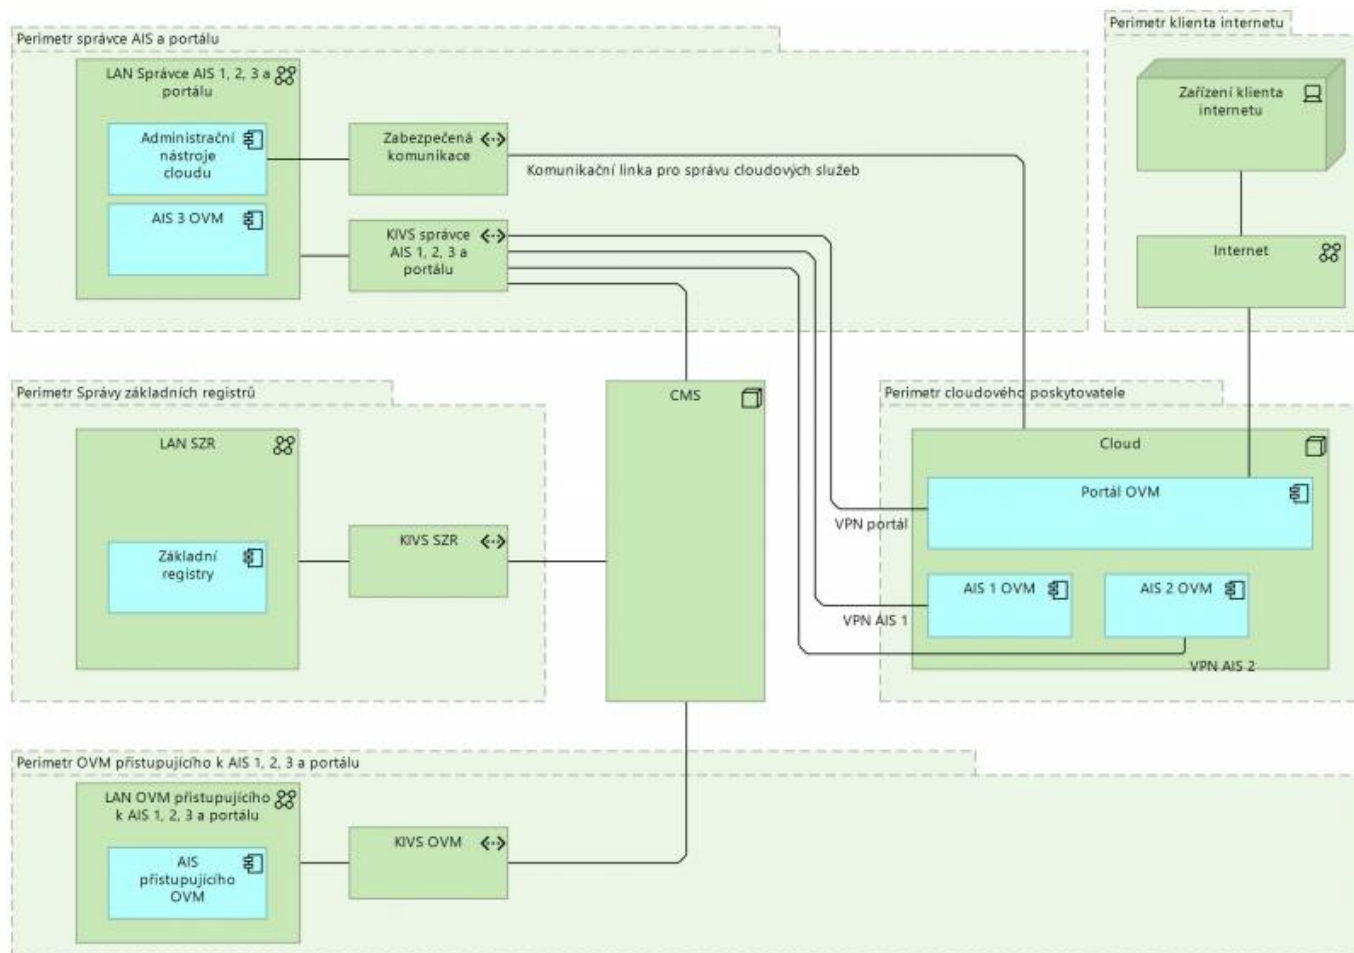 Perimetr správce AIS a portálu
LAN Správce AIS 1, 2, 3 a
portálu
Administrační
nástroje
cloudu
AIS 3 OVM
Zabezpečená
komunikace
Komunikační linka pro správu cloudových služeb
KIVS správce
AIS 1, 2, 3 a
portálu
Perimetr klienta internetu
Zařízení klienta
internetu
Internet
Perimetr Správy základních registrů
LAN SZR
Základní
registry
KIVS SZR
CMS
Perimetr cloudového poskytovatele
Cloud
Portál OVM
VPN portál
AIS 1 OVM
AIS 2 OVM
VPN AIS 1
VPN AIS 2
Perimetr OVM přistupujícího k AIS 1, 2, 3 a portálu
LAN OVM přistupujícího
k AIS 1, 2, 3 a portálu
AIS
přistupujícího
OVM
KIVS OVM